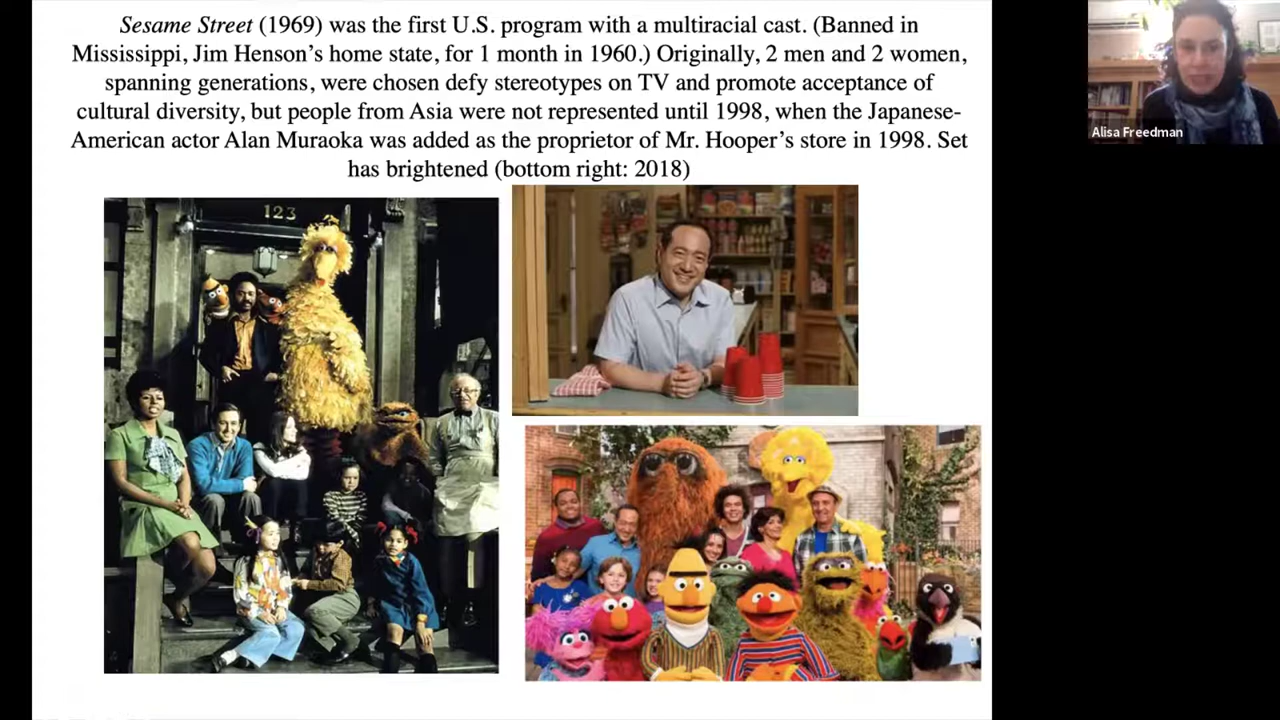 Sesame Street (1969) was the first U.S. program with a multiracial cast. (Banned in
Mississippi, Jim Henson's home state, for 1 month in 1960.) Originally, 2 men and 2 women,
spanning generations, were chosen defy stereotypes on TV and promote acceptance of
cultural diversity, but people from Asia were not represented until 1998, when the Japanese-
American actor Alan Muraoka was added as the proprietor of Mr. Hooper's store in 1998. Set
has brightened (bottom right: 2018)
Alisa Freedman
123